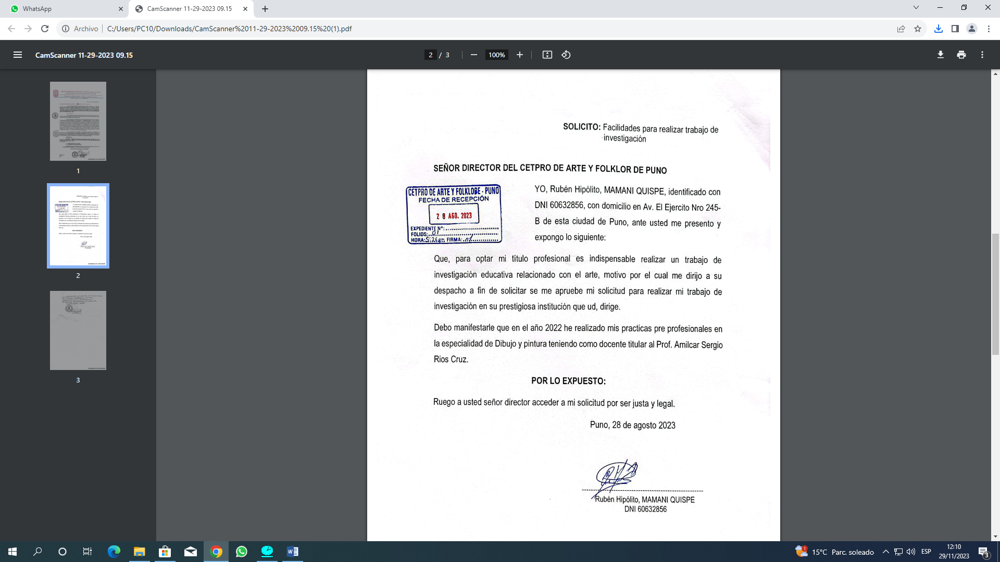 WhatsApp
CamScanner 11-29-2023 09.15
Archivo
C:/Users/PC10/Downloads/CamScanner%2011-29-2023%2009.15%20(1).pdf
CamScanner 11-29-2023 09.15
2 / 3
100%
1
2
3
SOLICITO: Facilidades para realizar trabajo de
investigación
SEÑOR DIRECTOR DEL CETPRO DE ARTE Y FOLKLOR DE PUNO
CETPRO DE ARTE Y FOLKLORE - PUNO
FECHA DE RECEPCIÓN
28 AGO. 2023
EXPEDIENTE Nº:
FOLIOS: 01
HORA: 5:26 pm FIRMA:
YO, Rubén Hipólito, MAMANI QUISPE, identificado con
DNI 60632856, con domicilio en Av. El Ejercito Nro 245-
B de esta ciudad de Puno, ante usted me presento y
expongo lo siguiente:
Que, para optar mi titulo profesional es indispensable realizar un trabajo de
investigación educativa relacionado con el arte, motivo por el cual me dirijo a su
despacho a fin de solicitar se me apruebe mi solicitud para realizar mi trabajo de
investigación en su prestigiosa institución que ud, dirige.
Debo manifestarle que en el año 2022 he realizado mis practicas pre profesionales en
la especialidad de Dibujo y pintura teniendo como docente titular al Prof. Amilcar Sergio
Rios Cruz.
POR LO EXPUESTO:
Ruego a usted señor director acceder a mi solicitud por ser justa y legal.
Puno, 28 de agosto 2023
Rubén Hipólito, MAMANI QUISPE
DNI 60632856
1
15°C Parc. soleado
ESP
12:10
29/11/2023
3